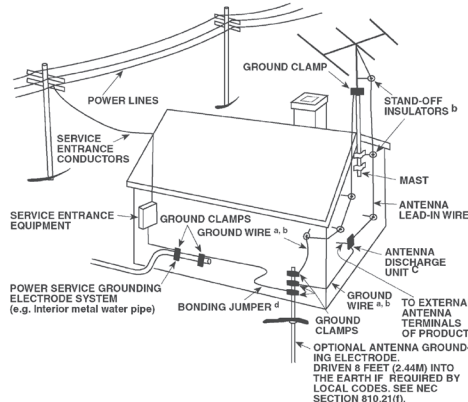 GROUND CLAMP
POWER LINES
STAND-OFF
INSULATORS b
SERVICE
ENTRANCE
CONDUCTORS
MAST
ANTENNA
LEAD-IN WIRE
SERVICE ENTRANCE
EQUIPMENT
GROUND CLAMPS
GROUND WIRE a, b
ANTENNA
DISCHARGE
UNIT C
POWER SERVICE GROUNDING
ELECTRODE SYSTEM
(e.g. Interior metal water pipe)
BONDING JUMPER d
GROUND
WIRE a, b
GROUND
CLAMPS
TO EXTERNA
ANTENNA
TERMINALS
OF PRODUCT
OPTIONAL ANTENNA GROUND-
ING ELECTRODE.
DRIVEN 8 FEET (2.44M) INTO
THE EARTH IF REQUIRED BY
LOCAL CODES. SEE NEC
SECTION 810.21(f).